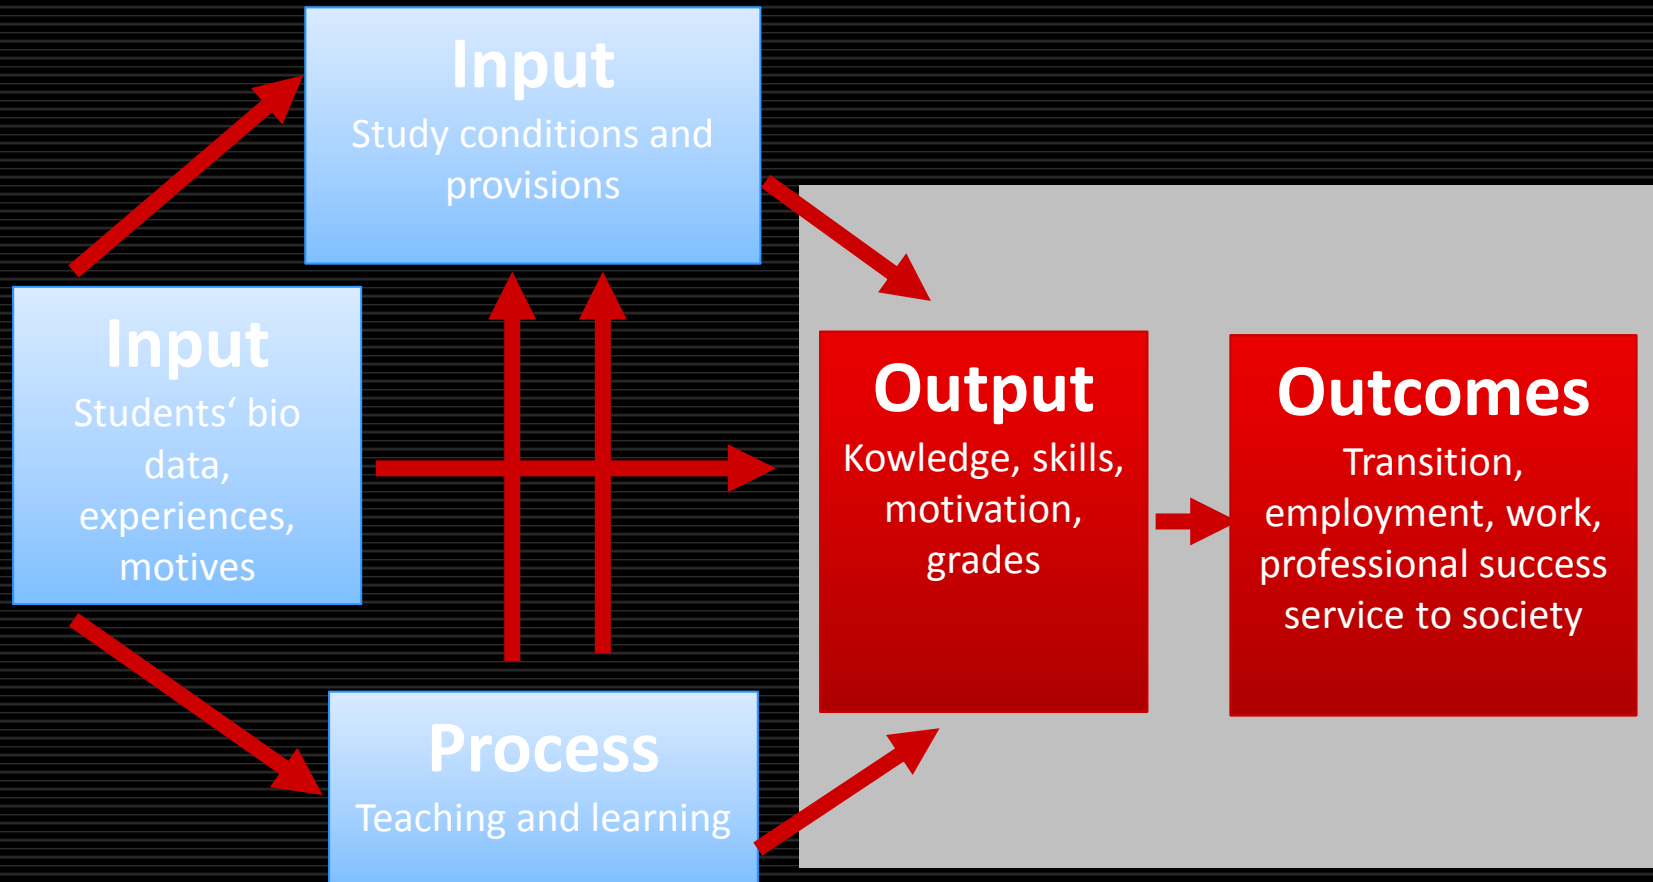 Input
Study conditions and
provisions
Input
Students‘ bio
data,
experiences,
motives
Process
Teaching and learning
Output
Kowledge, skills,
motivation,
grades
Outcomes
Transition,
employment, work,
professional success
service to society